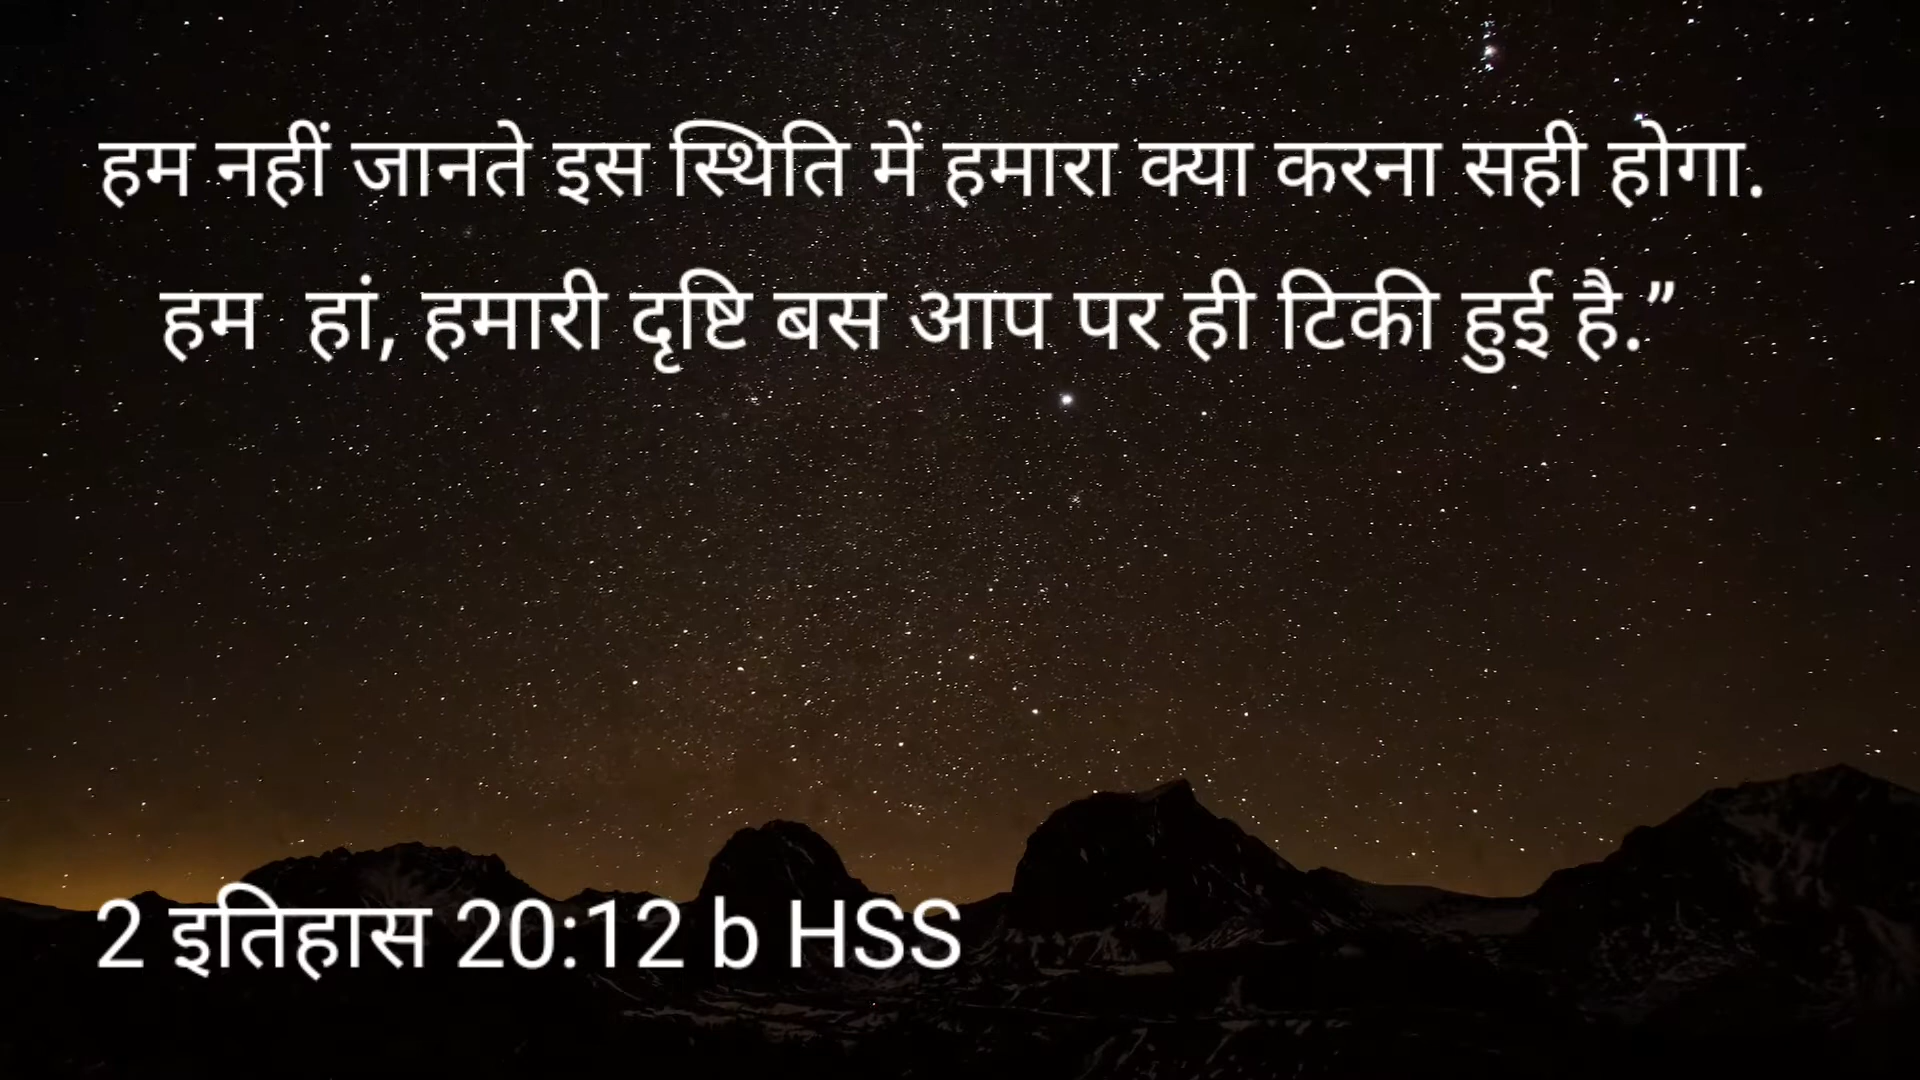 हम नहीं जानते इस स्थिति में हमारा क्या करना सही होगा.
हम  हां, हमारी दृष्टि बस आप पर ही टिकी हुई है.”
2 इतिहास 20:12 b HSS